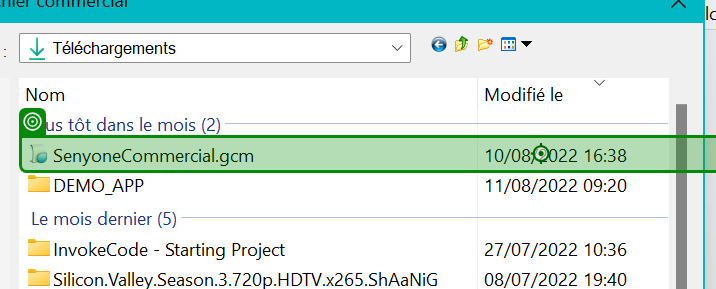 chier commercial
: Téléchargements
Nom Modifié le
us tôt dans le mois (2)
SenyoneCommercial.gcm 10/08/2022 16:38
DEMO_APP 11/08/2022 09:20
Le mois dernier (5)
InvokeCode - Starting Project 27/07/2022 10:36
Silicon.Valley.Season.3.720p.HDTV.x265.ShAaNiG 08/07/2022 19:40